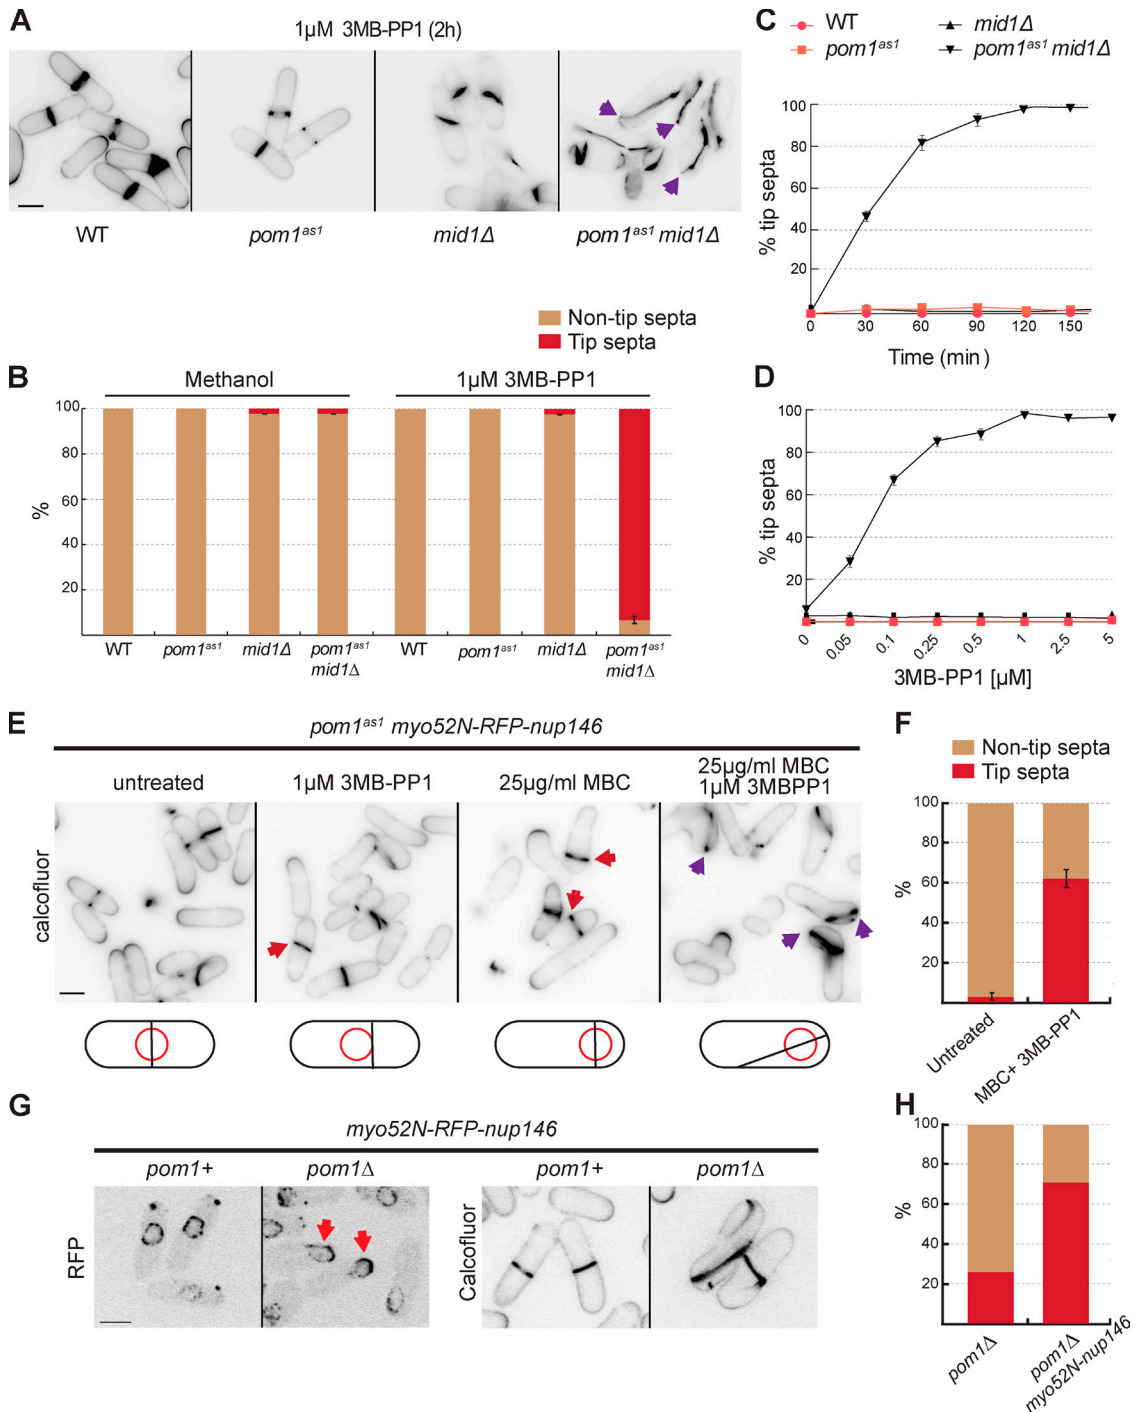 A
1µM 3MB-PP1 (2h)
WT
pom1as1
mid1Δ
pom1as1 mid1Δ
C
WT
pom1as1
mid1Δ
pom1as1 mid1Δ
% tip septa
100
80
60
40
20
0 30 60 90 120 150
Time (min)
B
Non-tip septa
Tip septa
Methanol
1µM 3MB-PP1
%
100
80
60
40
20
WT
pom1as1
mid1Δ
pom1as1
mid1Δ
WT
pom1as1
mid1Δ
pom1as1
mid1Δ
D
% tip septa
100
80
60
40
20
0 0.05 0.1 0.25 0.5 1 2.5 5
3MB-PP1 [µM]
E
pom1as1 myo52N-RFP-nup146
untreated
1µM 3MB-PP1
25µg/ml MBC
25µg/ml MBC
1µM 3MBPP1
calcofluor
F
Non-tip septa
Tip septa
%
100
80
60
40
20
Untreated
MBC+ 3MB-PP1
G
myo52N-RFP-nup146
pom1+
pom1Δ
pom1+
pom1Δ
RFP
Calcofluor
H
%
100
80
60
40
20
pom1Δ
pom1Δ
myo52N-nup146